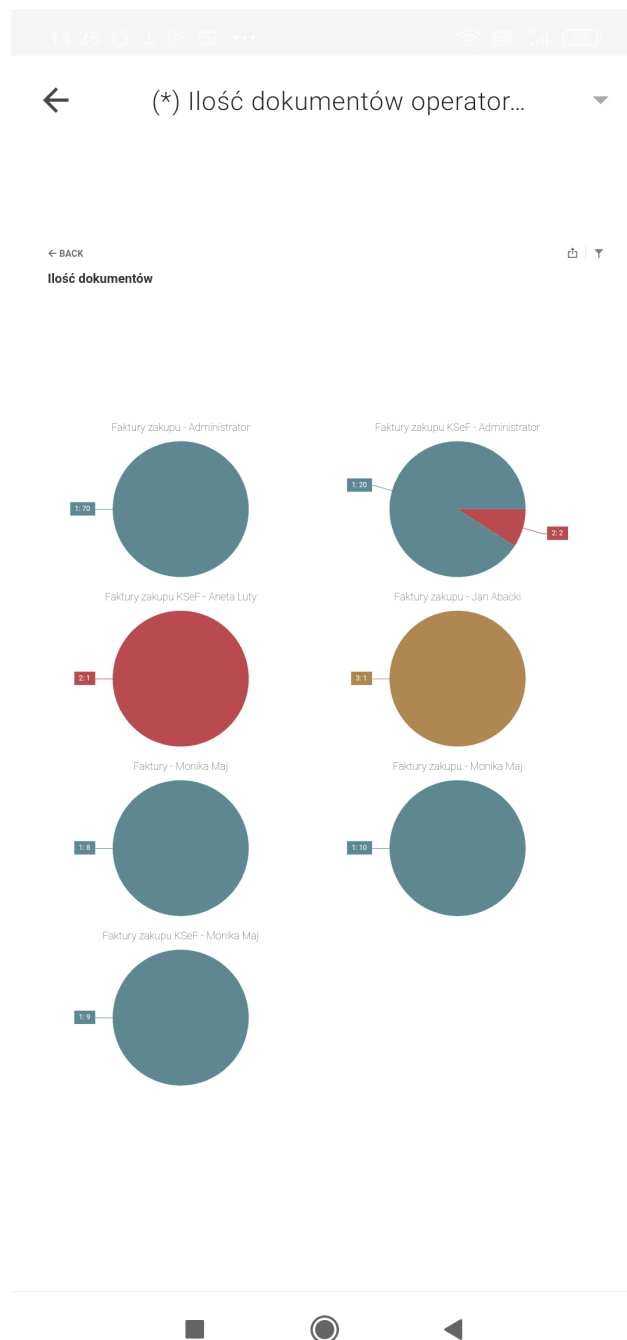 14:25
(*) Ilość dokumentów operator...
← BACK
Ilość dokumentów
Faktury zakupu - Administrator
1: 70
Faktury zakupu KSeF - Administrator
1: 20
2: 2
Faktury zakupu KSeF - Aneta Luty
2: 1
Faktury zakupu - Jan Abacki
3: 1
Faktury - Monika Maj
1: 8
Faktury zakupu - Monika Maj
1: 10
Faktury zakupu KSeF - Monika Maj
1: 9